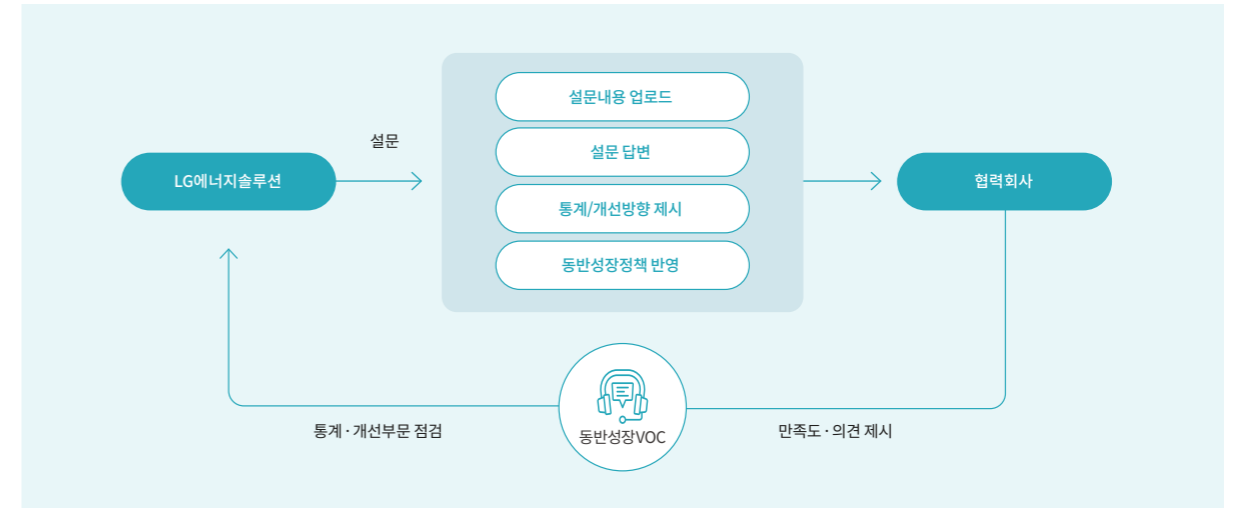 설문내용 업로드
설문
설문 답변
LG에너지솔루션
협력회사
통계/개선방향 제시
동반성장정책 반영
통계 · 개선부문 점검
동반성장VOC
만족도 · 의견 제시